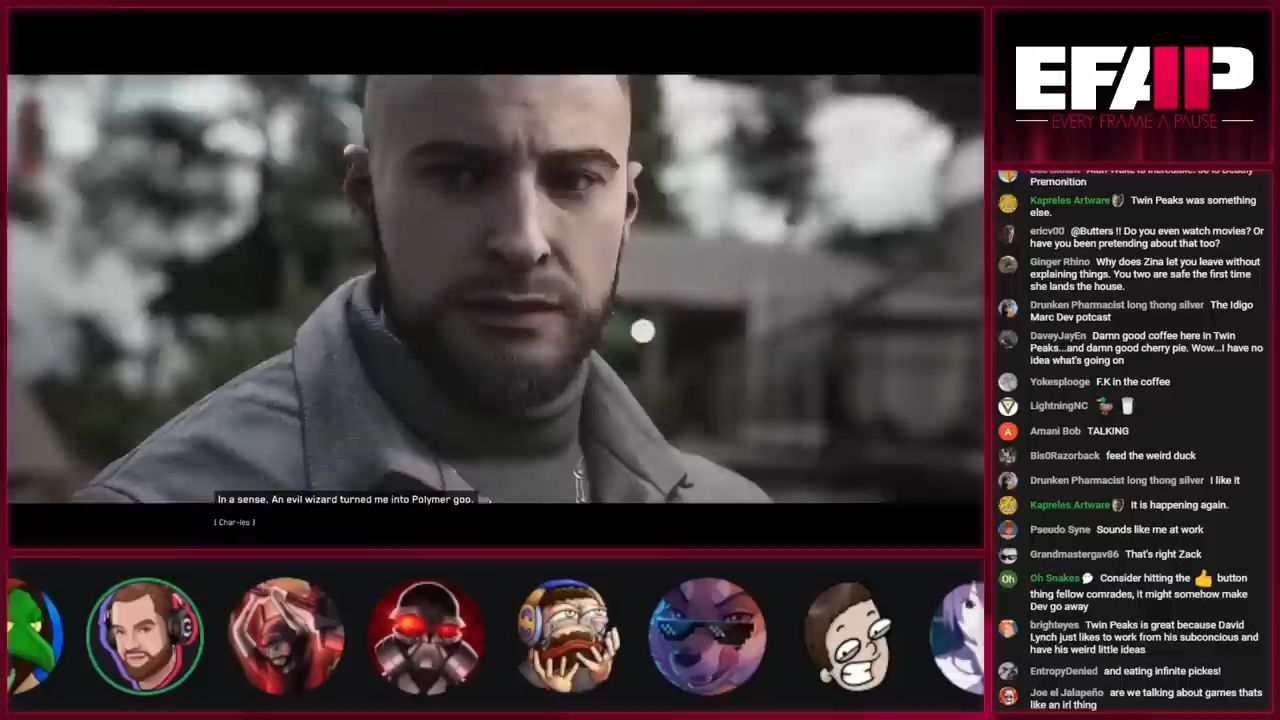 In a sense. An evil wizard turned me into Polymer goo.
[ Char-les ]
EFAP
EVERY FRAME A PAUSE
Premonition
Kapreles Artware Twin Peaks was something
else.
ericv00 @Butters !! Do you even watch movies? Or
have you been pretending about that too?
Ginger Rhino Why does Zina let you leave without
explaining things. You two are safe the first time
she lands the house.
Drunken Pharmacist long thong silver The Idigo
Marc Dev potcast
DaveyJayEn Damn good coffee here in Twin
Peaks...and damn good cherry pie. Wow...I have no
idea what's going on
Yokesplooge F.K in the coffee
LightningNC
A Amani Bob TALKING
Bis0Razorback feed the weird duck
Drunken Pharmacist long thong silver I like it
Kapreles Artware It is happening again.
Pseudo Syne Sounds like me at work
Grandmastergav86 That's right Zack
Oh Oh Snakes Consider hitting the 👍 button
thing fellow comrades, it might somehow make
Dev go away
brighteyes Twin Peaks is great because David
Lynch just likes to work from his subconcious and
have his weird little ideas
EntropyDenied and eating infinite pickes!
Joe el Jalapeño are we talking about games thats
like an irl thing